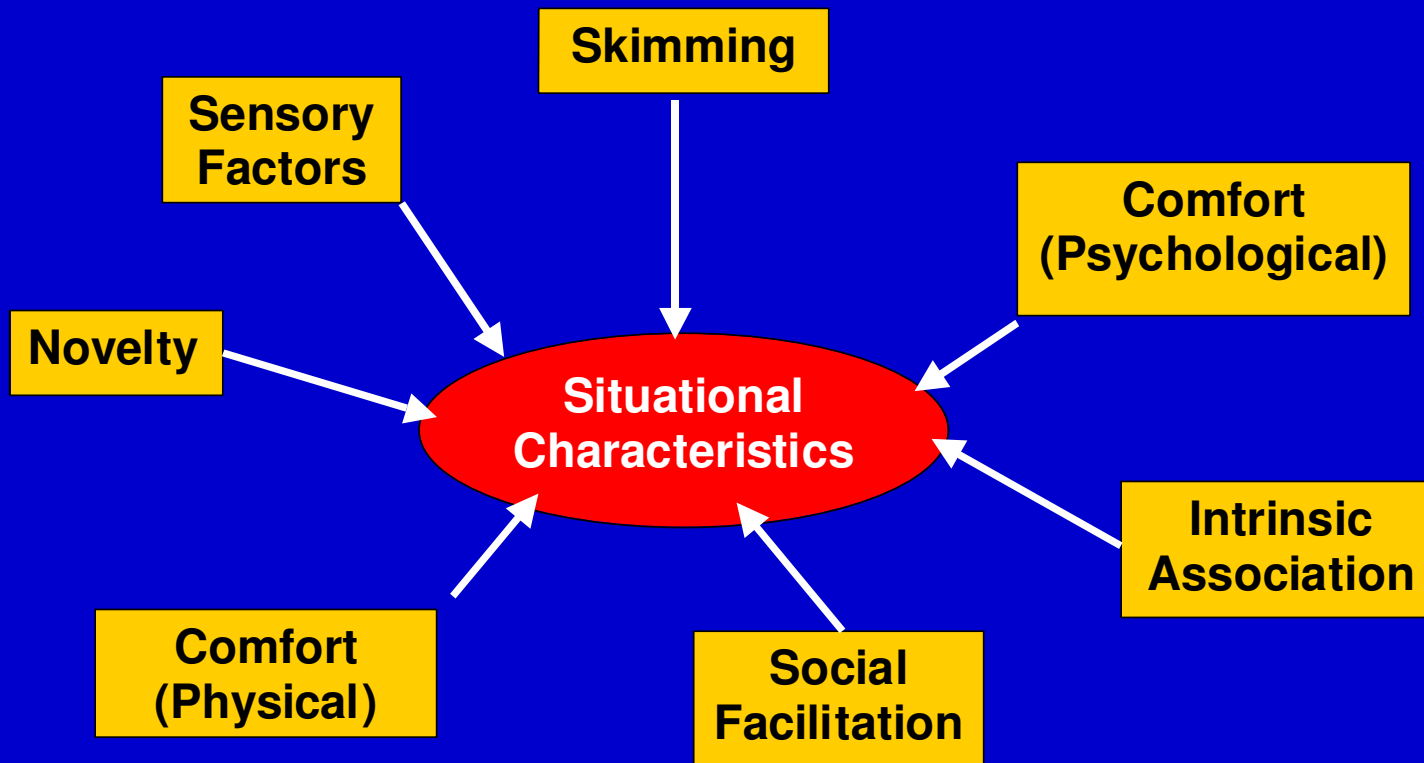 Skimming
Sensory
Factors
Comfort
(Psychological)
Novelty
Situational
Characteristics
Intrinsic
Association
Comfort
(Physical)
Social
Facilitation